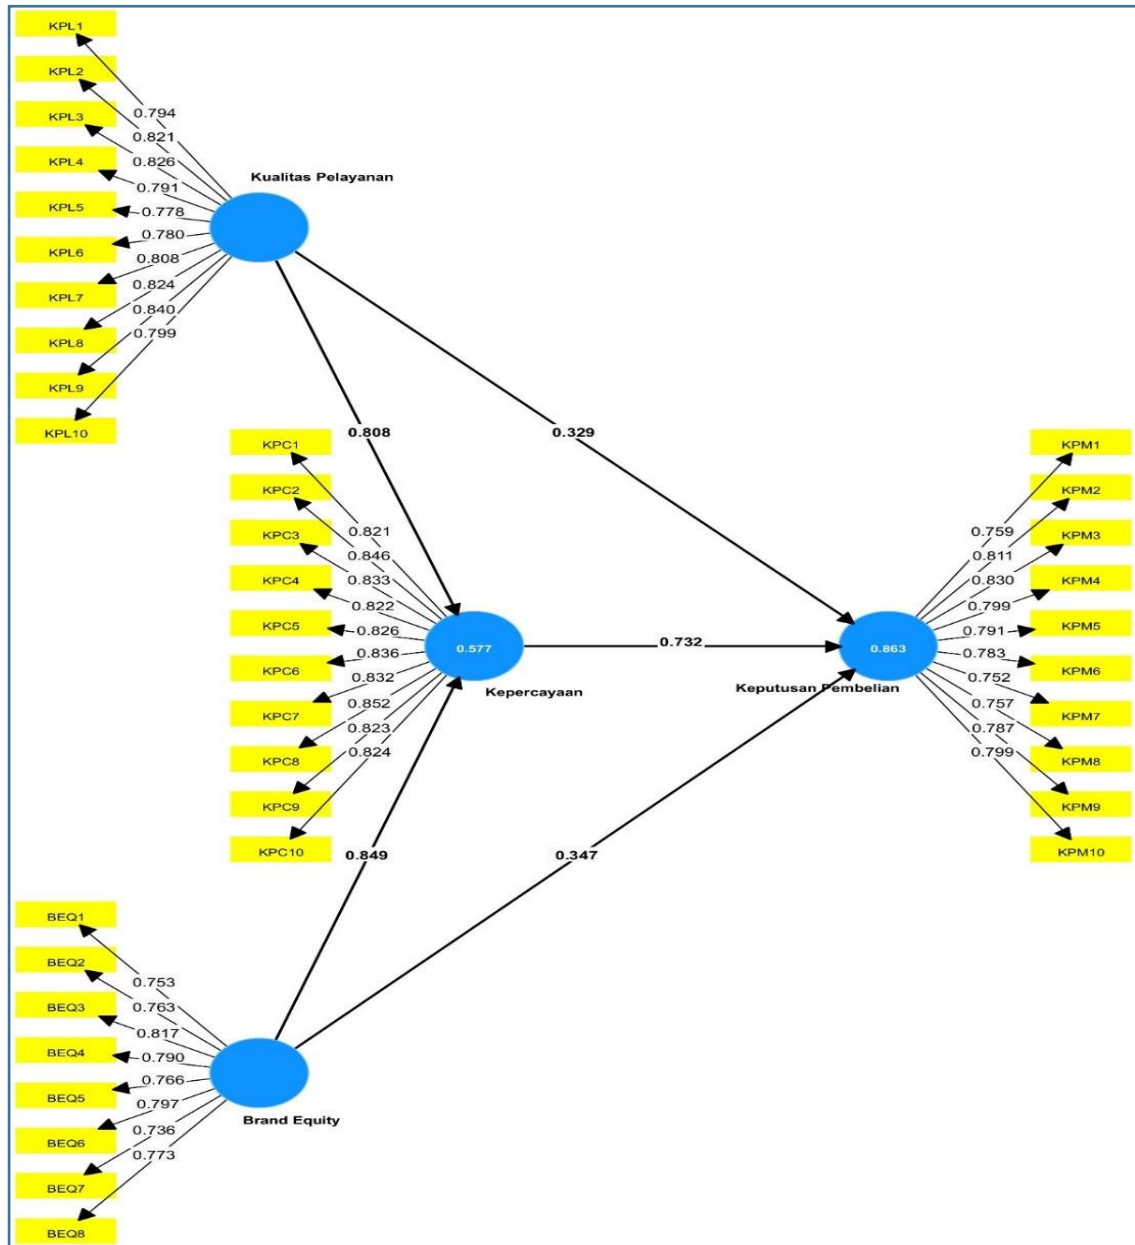 KPL1
KPL2
KPL3
KPL4
KPL5
KPL6
KPL7
KPL8
KPL9
KPL10
0.794
0.821
0.826
0.791
0.778
0.780
0.808
0.824
0.840
0.799
Kualitas Pelayanan
0.808
0.329
KPC1
KPC2
KPC3
KPC4
KPC5
KPC6
KPC7
KPC8
KPC9
KPC10
0.821
0.846
0.833
0.822
0.826
0.836
0.832
0.852
0.823
0.824
0.577
Kepercayaan
0.732
0.863
Keputusan Pembelian
0.759
0.811
0.830
0.799
0.791
0.783
0.752
0.757
0.787
0.799
KPM1
KPM2
KPM3
KPM4
KPM5
KPM6
KPM7
KPM8
KPM9
KPM10
0.849
0.347
BEQ1
BEQ2
BEQ3
BEQ4
BEQ5
BEQ6
BEQ7
BEQ8
0.753
0.763
0.817
0.790
0.766
0.797
0.736
0.773
Brand Equity